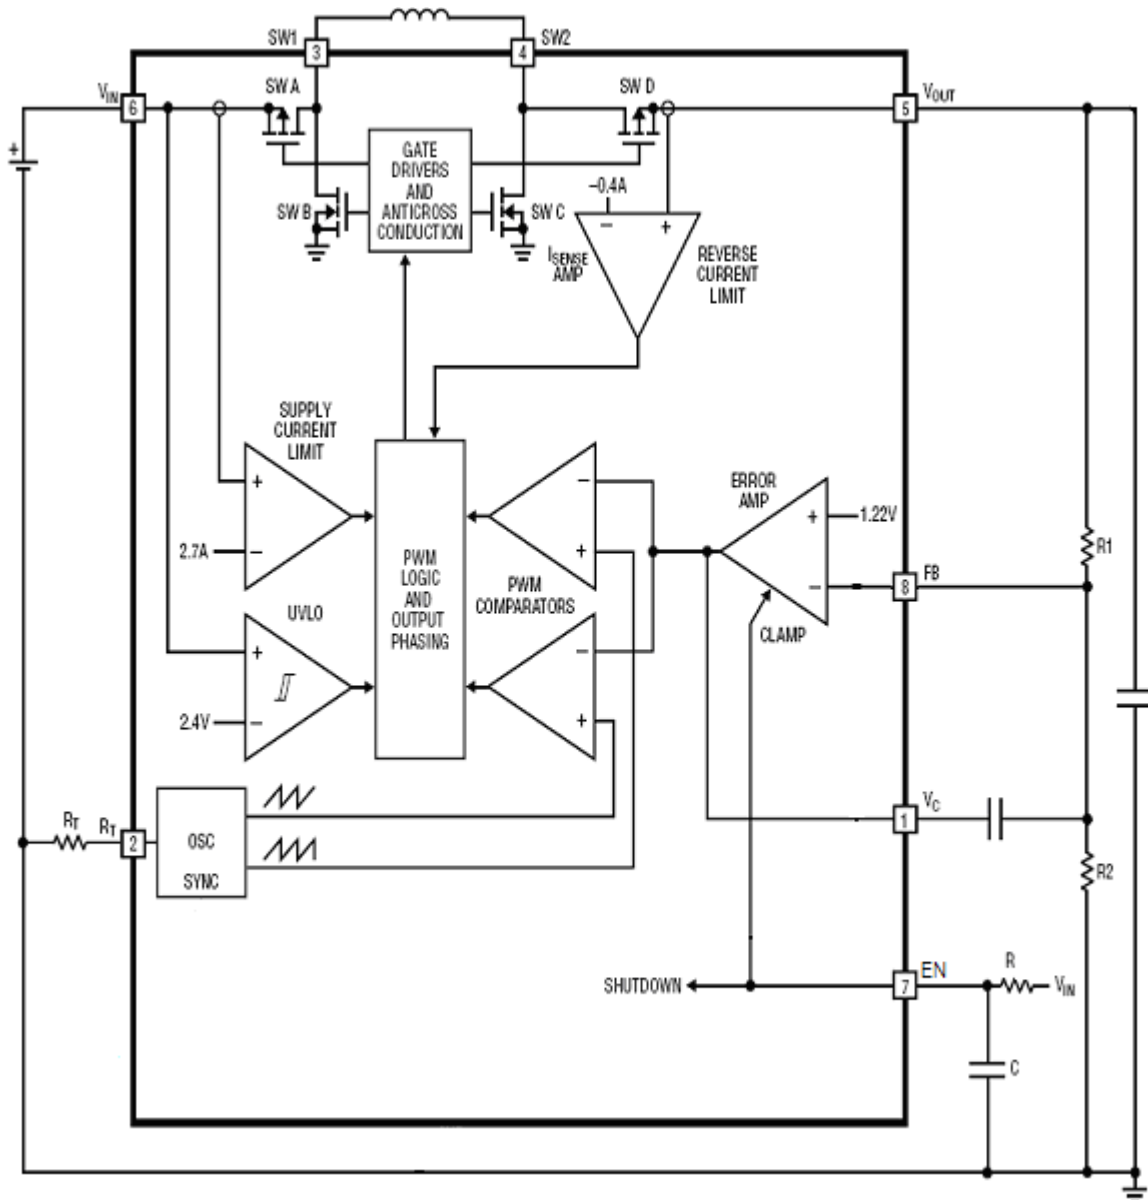 SW1
3
4
SW2
SW A
SW D
VIN
6
5
VOUT
+
GATE
DRIVERS
AND
ANTICROSS
CONDUCTION
SW B
SW C
–0.4A
–
+
ISENSE
AMP
REVERSE
CURRENT
LIMIT
SUPPLY
CURRENT
LIMIT
+
2.7A
–
PWM
LOGIC
AND
OUTPUT
PHASING
–
+
PWM
COMPARATORS
ERROR
AMP
+
1.22V
–
CLAMP
R1
8
FB
UVLO
+
2.4V
–
–
+
RT
RT
2
OSC
SYNC
1
VC
R2
SHUTDOWN
7
EN
R
VIN
C